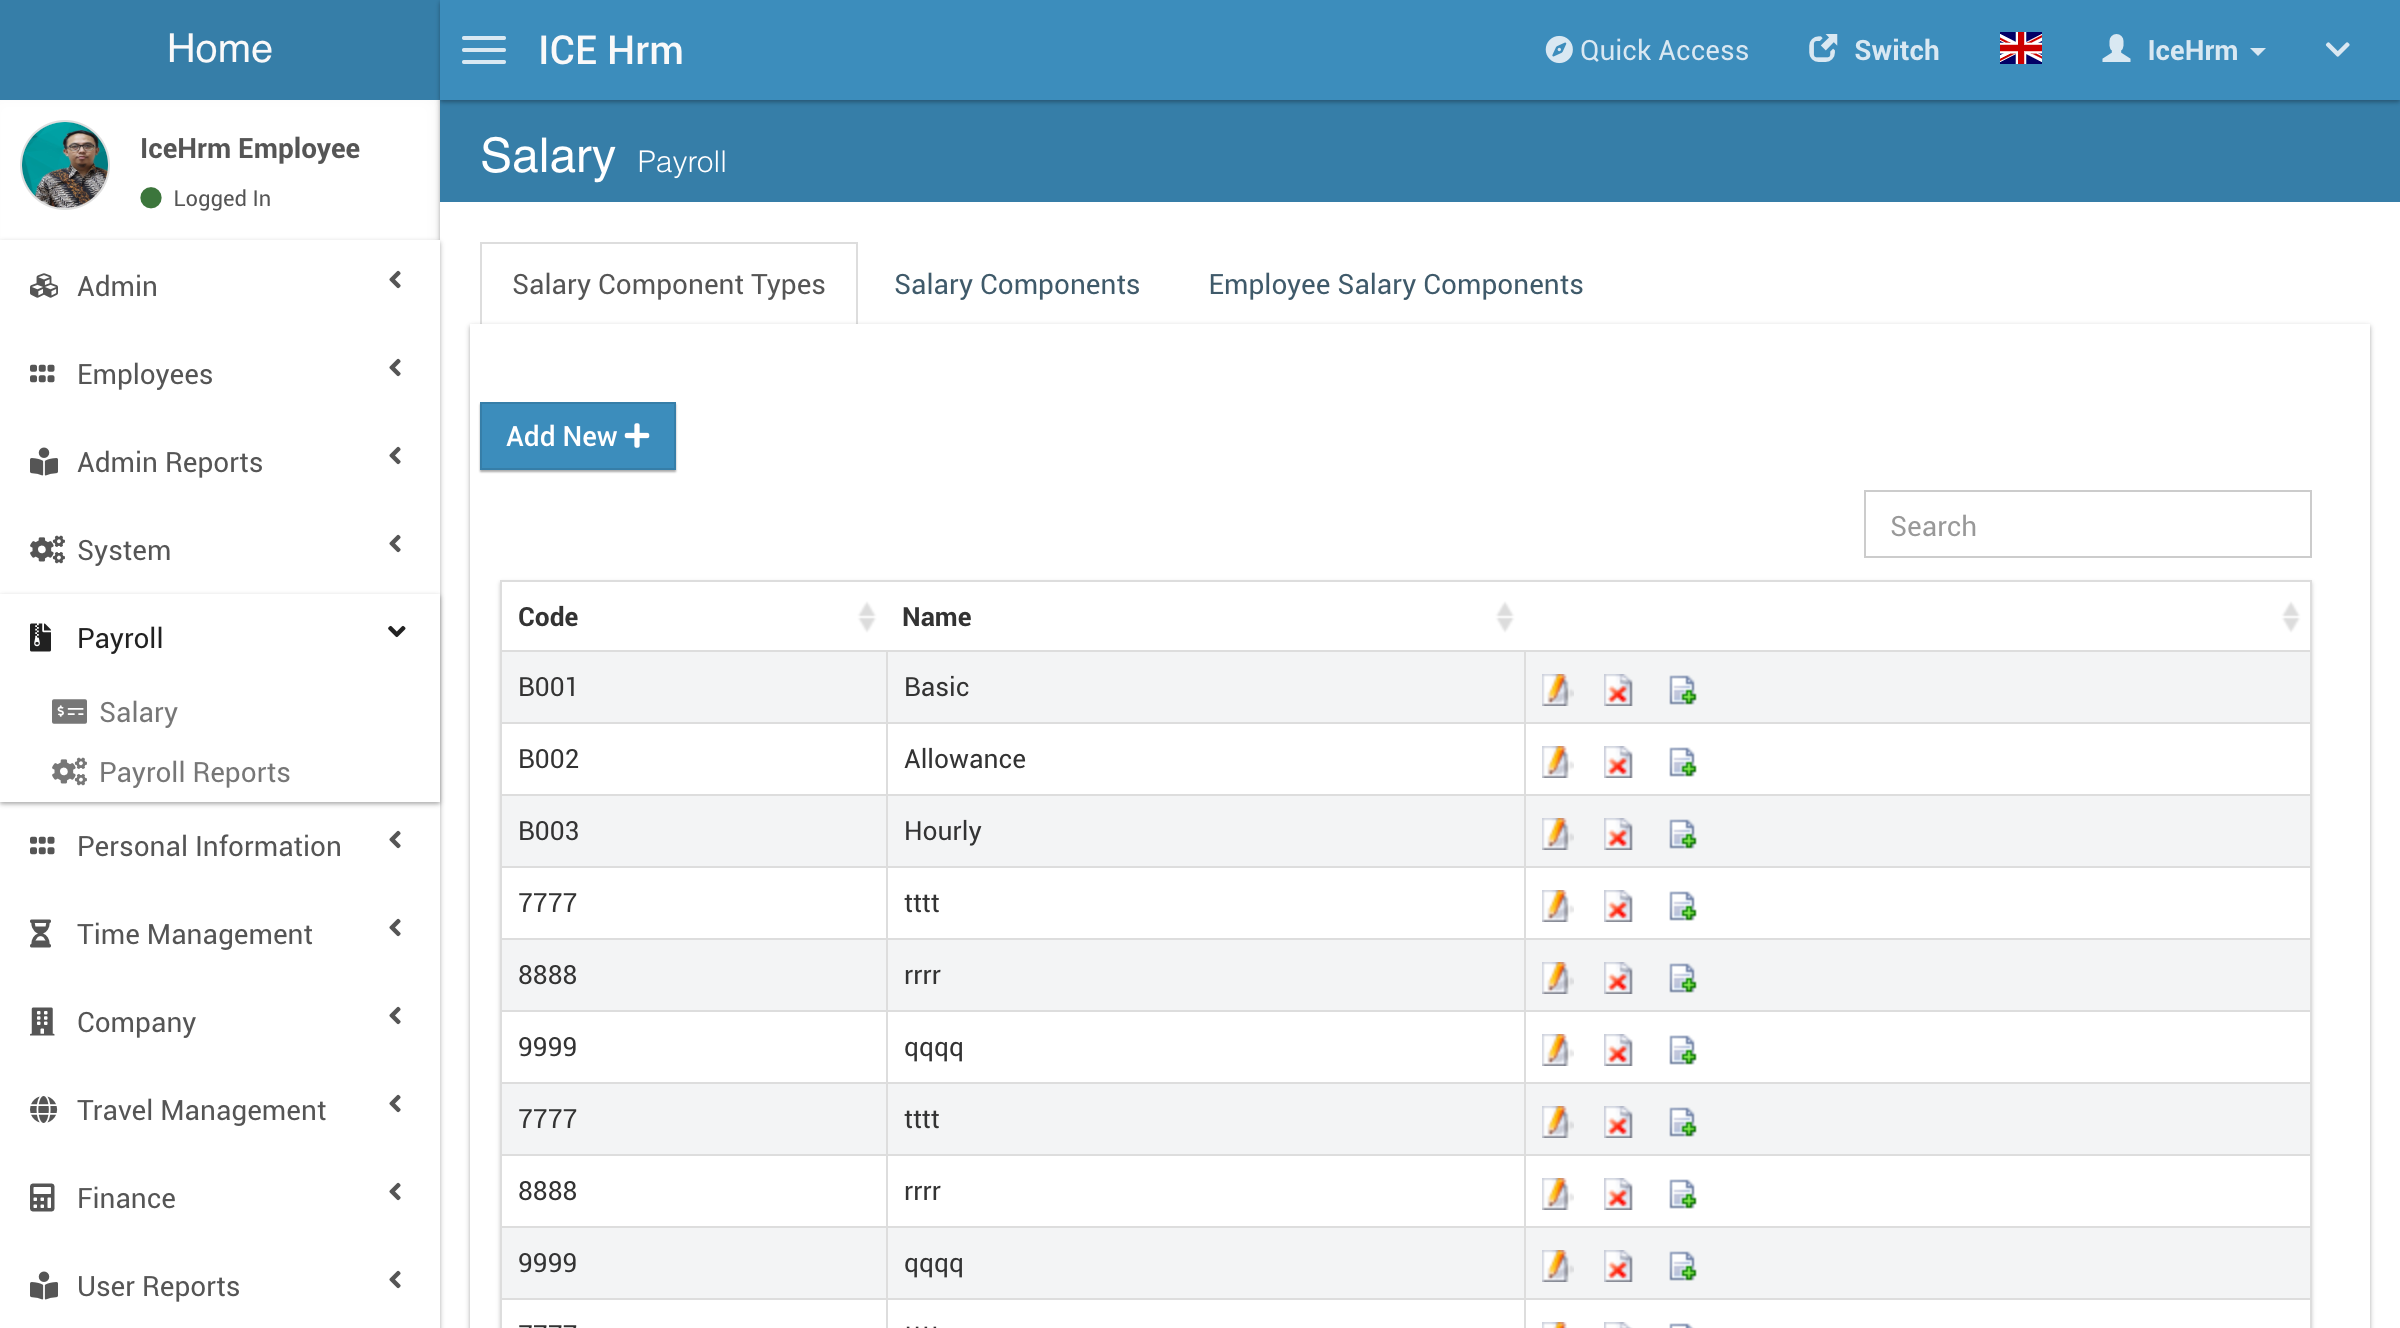 Home
ICE Hrm
Quick Access
Switch
IceHrm
IceHrm Employee
Logged In
Salary Payroll
Admin
Employees
Admin Reports
System
Payroll
Salary
Payroll Reports
Personal Information
Time Management
Company
Travel Management
Finance
User Reports
Salary Component Types
Salary Components
Employee Salary Components
Add New
Search
Code Name
B001 Basic
B002 Allowance
B003 Hourly
7777 tttt
8888 rrrr
9999 qqqq
7777 tttt
8888 rrrr
9999 qqqq